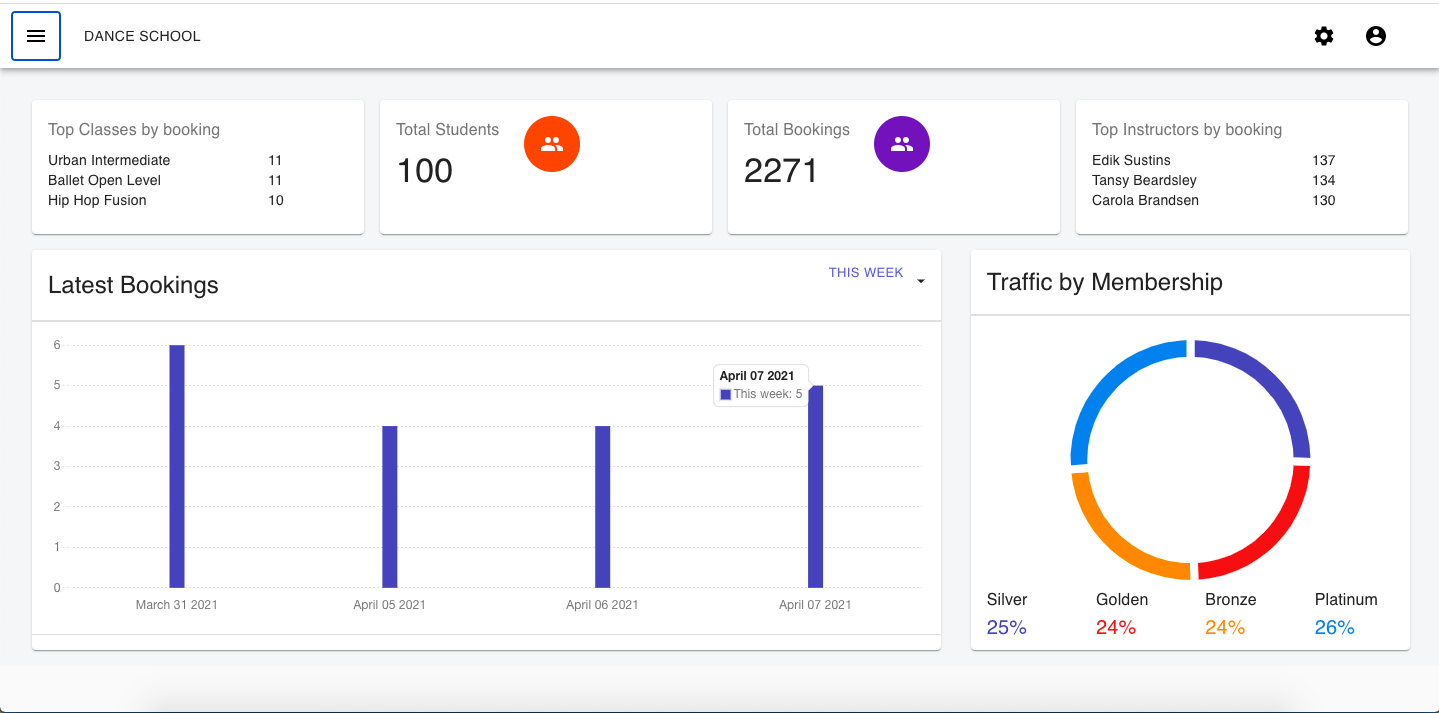 DANCE SCHOOL
Top Classes by booking
Urban Intermediate 11
Ballet Open Level 11
Hip Hop Fusion 10
Total Students
100
Total Bookings
2271
Top Instructors by booking
Edik Sustins 137
Tansy Beardsley 134
Carola Brandsen 130
Latest Bookings
THIS WEEK
6
5
4
3
2
1
0
April 07 2021
This week: 5
March 31 2021 April 05 2021 April 06 2021 April 07 2021
Traffic by Membership
Silver Golden Bronze Platinum
25% 24% 24% 26%